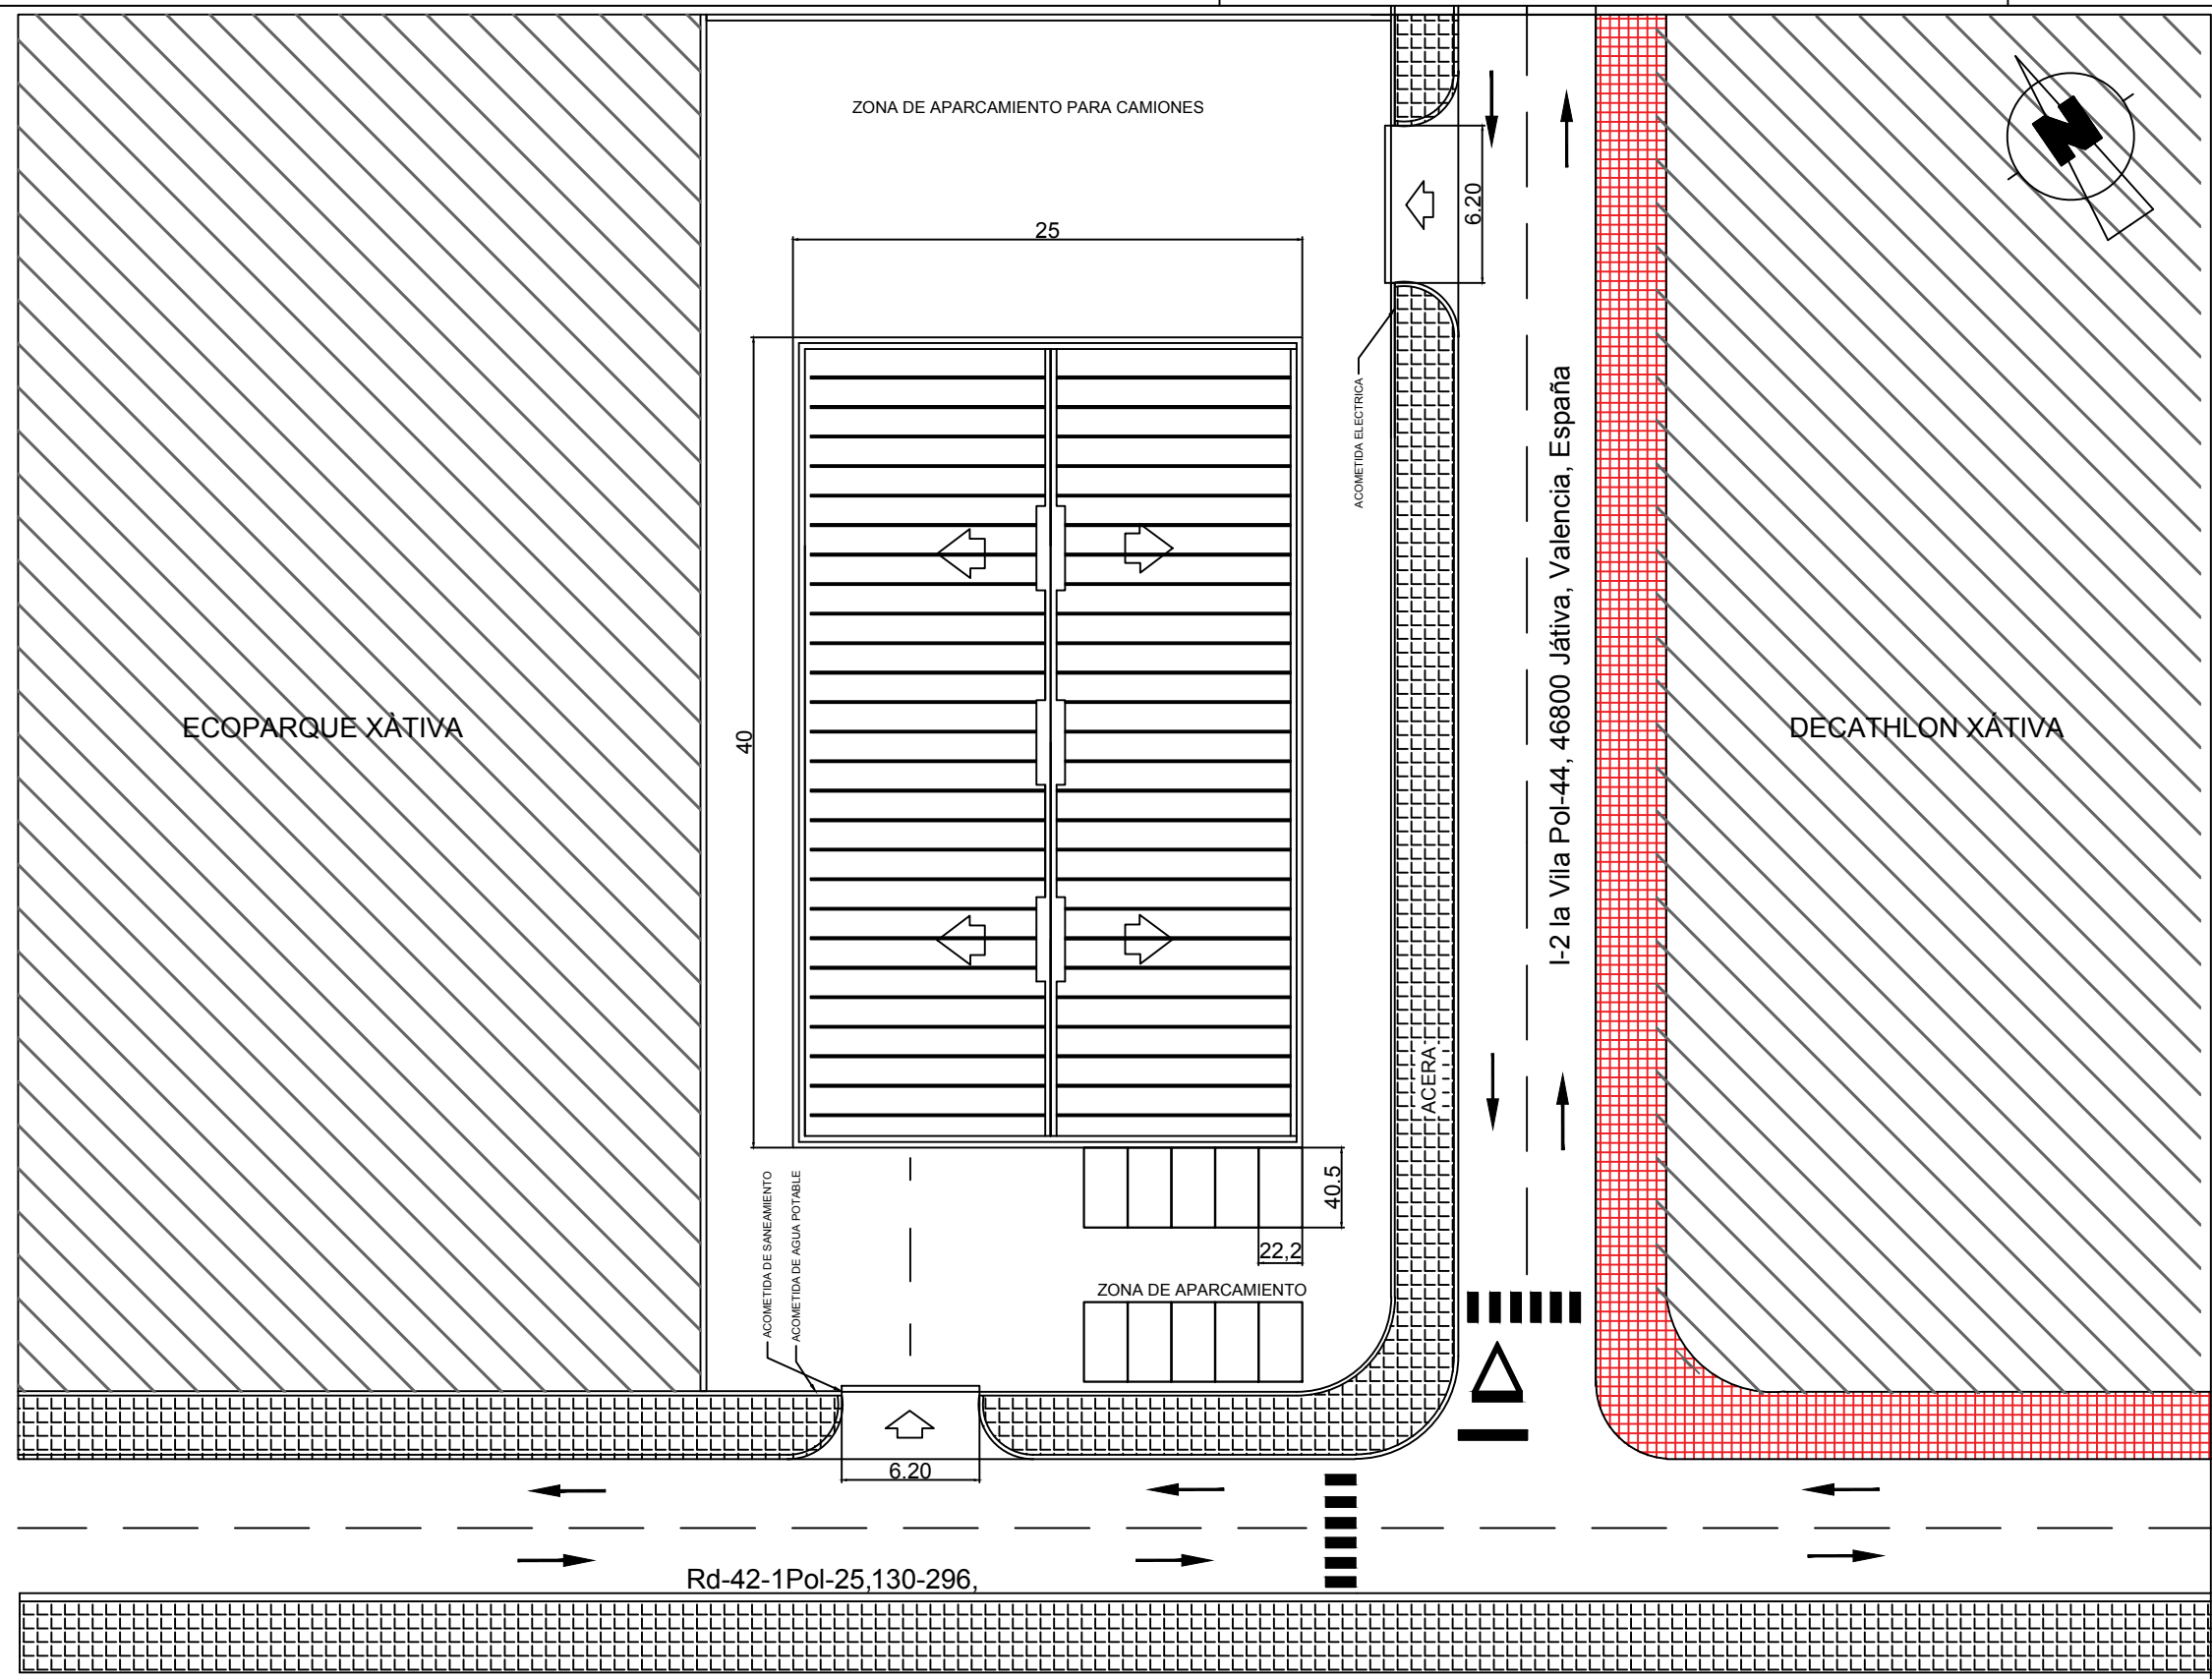 ZONA DE APARCAMIENTO PARA CAMIONES
N
6.20
25
ACOMETIDA ELECTRICA
I-2 la Vila Pol-44, 46800 Játiva, Valencia, España
ECOPARQUE XÀTIVA
40
DECATHLON XÁTIVA
ACERA
ACOMETIDA DE SANEAMIENTO
ACOMETIDA DE AGUA POTABLE
40.5
22,2
ZONA DE APARCAMIENTO
6.20
Rd-42-1Pol-25,130-296,